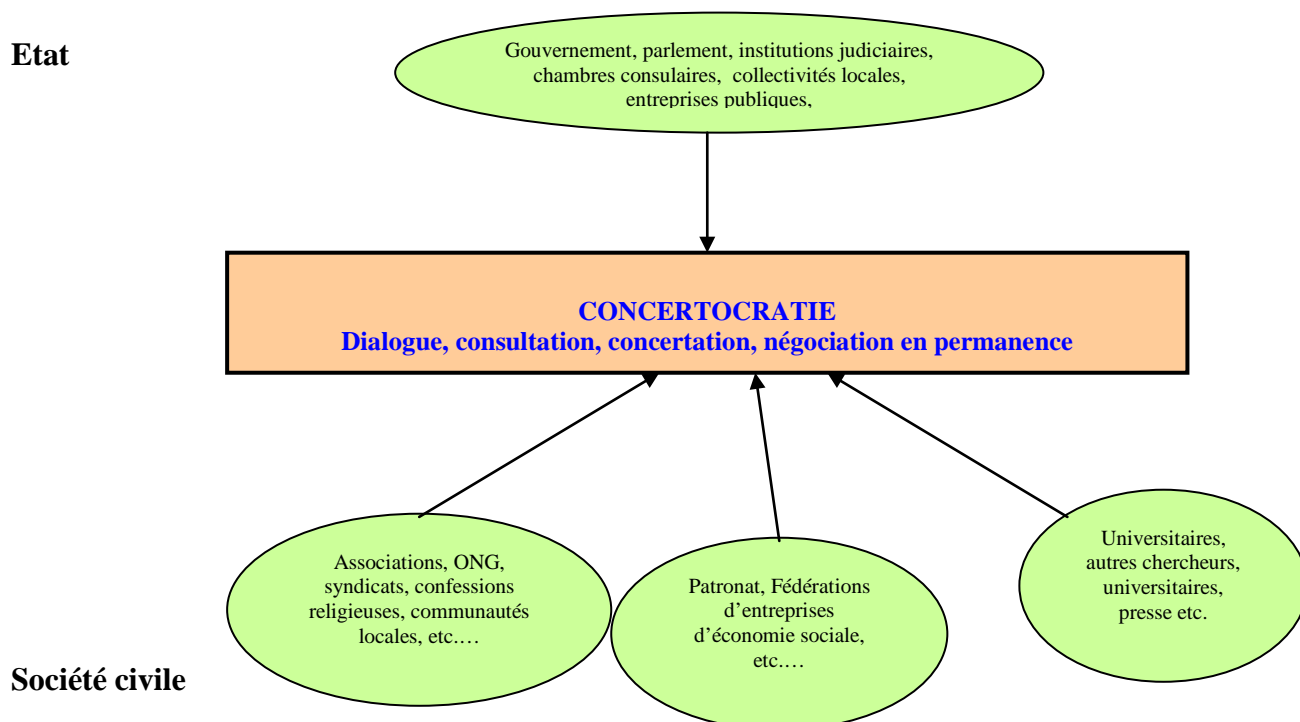 Etat
Gouvernement, parlement, institutions judiciaires,
chambres consulaires, collectivités locales,
entreprises publiques,
CONCERTOCRATIE
Dialogue, consultation, concertation, négociation en permanence
Associations, ONG,
syndicats, confessions
religieuses, communautés
locales, etc.…
Patronat, Fédérations
d’entreprises
d’économie sociale,
etc.…
Universitaires,
autres chercheurs,
universitaires,
presse etc.
Société civile